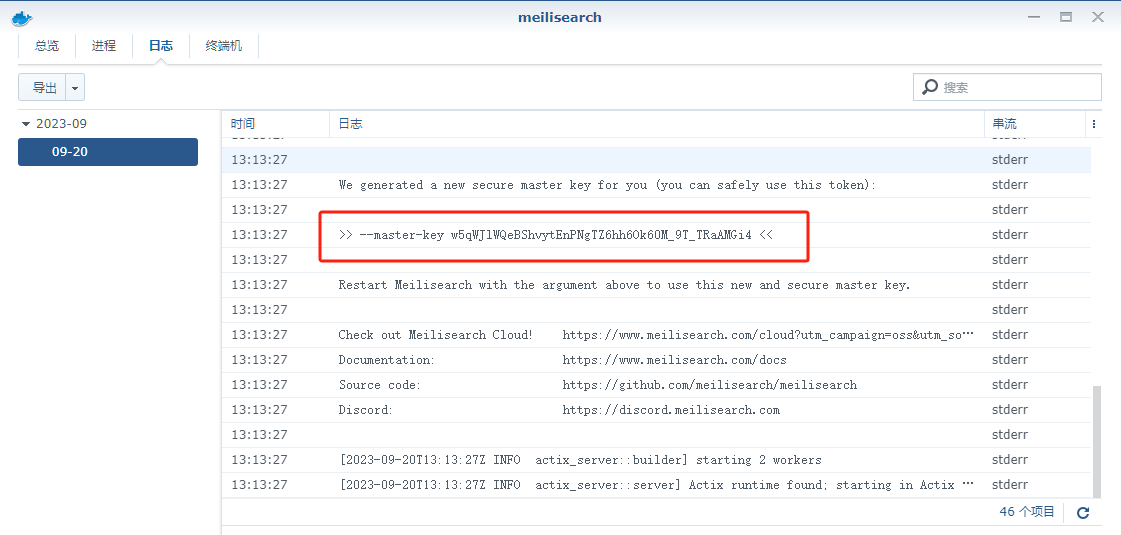 meilisearch
总览 进程 日志 终端机
导出 搜索
2023-09
09-20
时间 日志 串流
13:13:27 stderr
13:13:27 We generated a new secure master key for you (you can safely use this token): stderr
13:13:27 stderr
13:13:27 >> --master-key w5qWJlWQeBShvytEnPNgTZ6hh6Ok6OM_9T_TRaAMGi4 << stderr
13:13:27 stderr
13:13:27 Restart Meilisearch with the argument above to use this new and secure master key. stderr
13:13:27 stderr
13:13:27 Check out Meilisearch Cloud! https://www.meilisearch.com/cloud?utm_campaign=oss&utm_so… stderr
13:13:27 Documentation: https://www.meilisearch.com/docs stderr
13:13:27 Source code: https://github.com/meilisearch/meilisearch stderr
13:13:27 Discord: https://discord.meilisearch.com stderr
13:13:27 stderr
13:13:27 [2023-09-20T13:13:27Z INFO actix_server::builder] starting 2 workers stderr
13:13:27 [2023-09-20T13:13:27Z INFO actix_server::server] Actix runtime found; starting in Actix … stderr
46 个项目